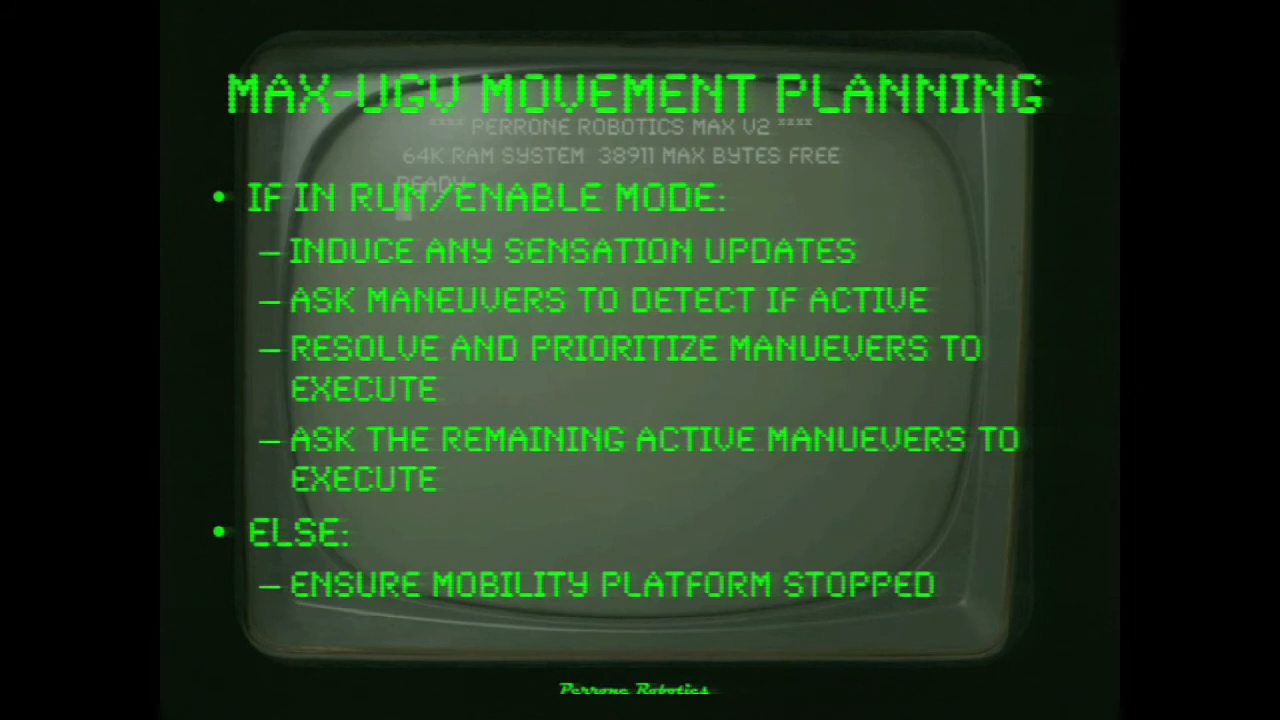 MAX-UGV MOVEMENT PLANNING
**** PERRONE ROBOTICS MAX V2 ****
64K RAM SYSTEM 38911 MAX BYTES FREE
READY.
• IF IN RUN/ENABLE MODE:
– INDUCE ANY SENSATION UPDATES
– ASK MANEUVERS TO DETECT IF ACTIVE
– RESOLVE AND PRIORITIZE MANUEVERS TO
EXECUTE
– ASK THE REMAINING ACTIVE MANUEVERS TO
EXECUTE
• ELSE:
– ENSURE MOBILITY PLATFORM STOPPED
Perrone Robotics